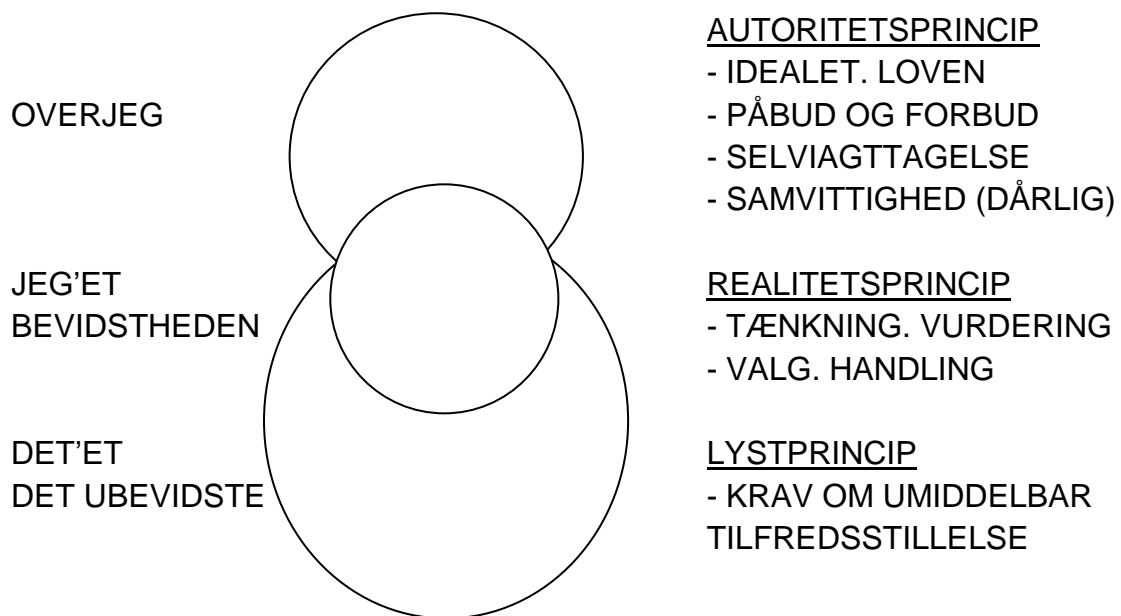 AUTORITETSPRINCIP
- IDEALET. LOVEN
OVERJEG
- PÅBUD OG FORBUD
- SELVIAGTTAGELSE
- SAMVITTIGHED (DÅRLIG)
JEG’ET
BEVIDSTHEDEN
REALITETSPRINCIP
- TÆNKNING. VURDERING
- VALG. HANDLING
DET’ET
DET UBEVIDSTE
LYSTPRINCIP
- KRAV OM UMIDDELBAR
TILFREDSSTILLELSE